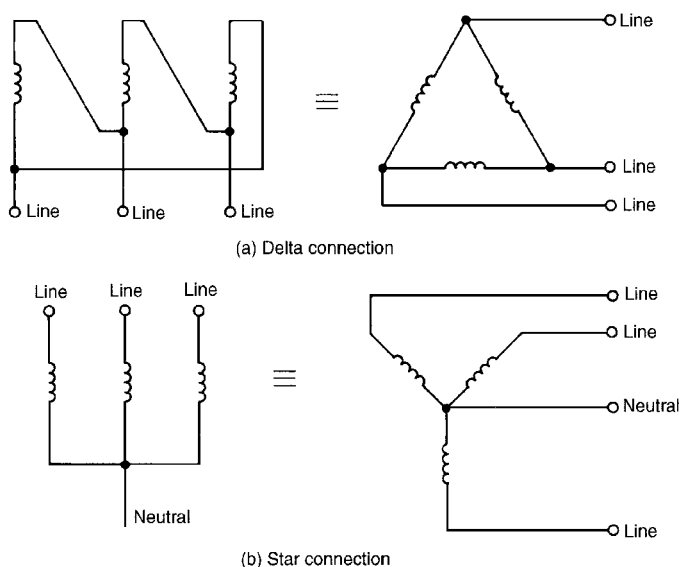 Line
Line
Line
Line Line Line
(a) Delta connection
Line Line Line
Neutral
Line
Line
Neutral
Line
(b) Star connection